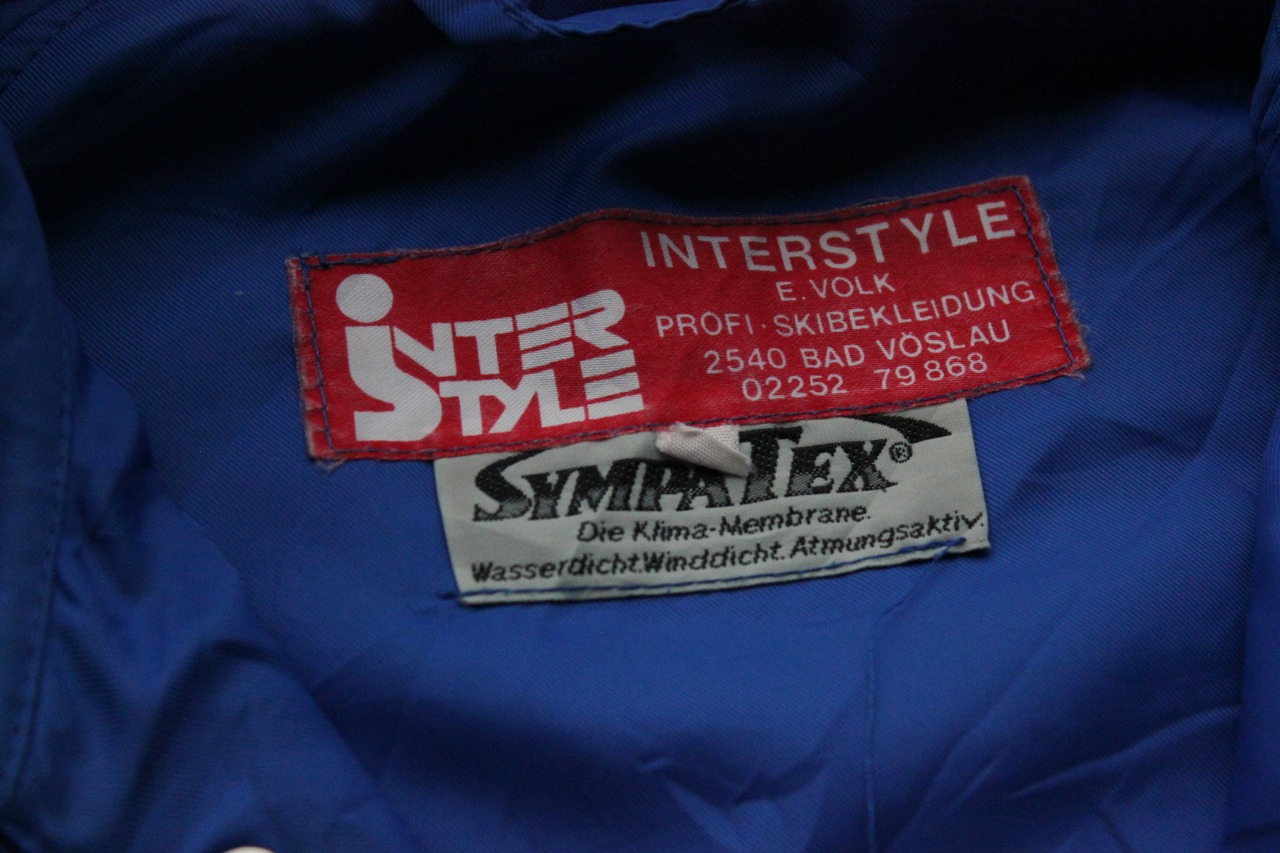 iNTER
STYLE
INTERSTYLE
E. VOLK
PROFI · SKIBEKLEIDUNG
2540 BAD VÖSLAU
02252 79 868
SYMPATEX®
Die Klima-Membrane.
Wasserdicht.Winddicht. Atmungsaktiv.